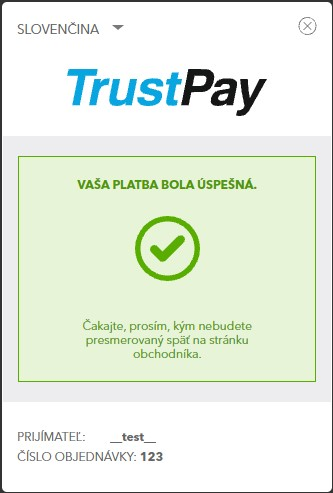 SLOVENČINA
TrustPay
VAŠA PLATBA BOLA ÚSPEŠNÁ.
Čakajte, prosím, kým nebudete
presmerovaný späť na stránku
obchodníka.
PRIJÍMATEĽ: __test__
ČÍSLO OBJEDNÁVKY: 123